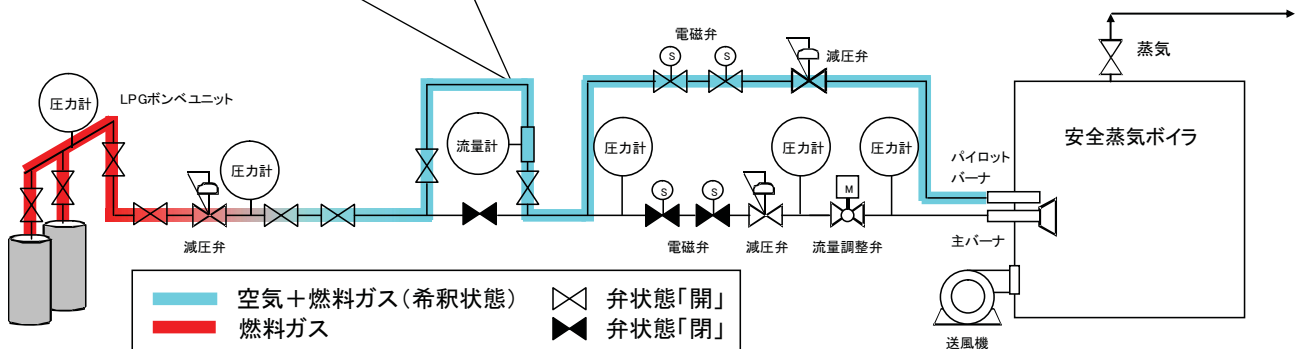 電磁弁
S
S
減圧弁
蒸気
圧力計
LPGボンベユニット
安全蒸気ボイラ
圧力計
流量計
圧力計
圧力計
圧力計
パイロット
バーナ
S
S
M
減圧弁
電磁弁
減圧弁
流量調整弁
主バーナ
空気+燃料ガス(希釈状態)
弁状態「開」
燃料ガス
弁状態「閉」
送風機